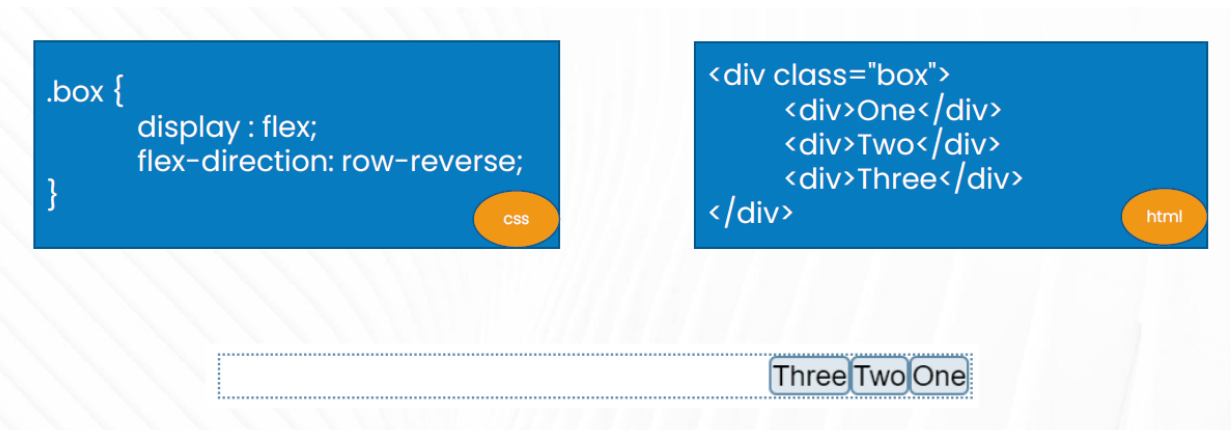 .box {
display : flex;
flex-direction: row-reverse;
}
css
<div class="box">
<div>One</div>
<div>Two</div>
<div>Three</div>
</div>
html
Three Two One